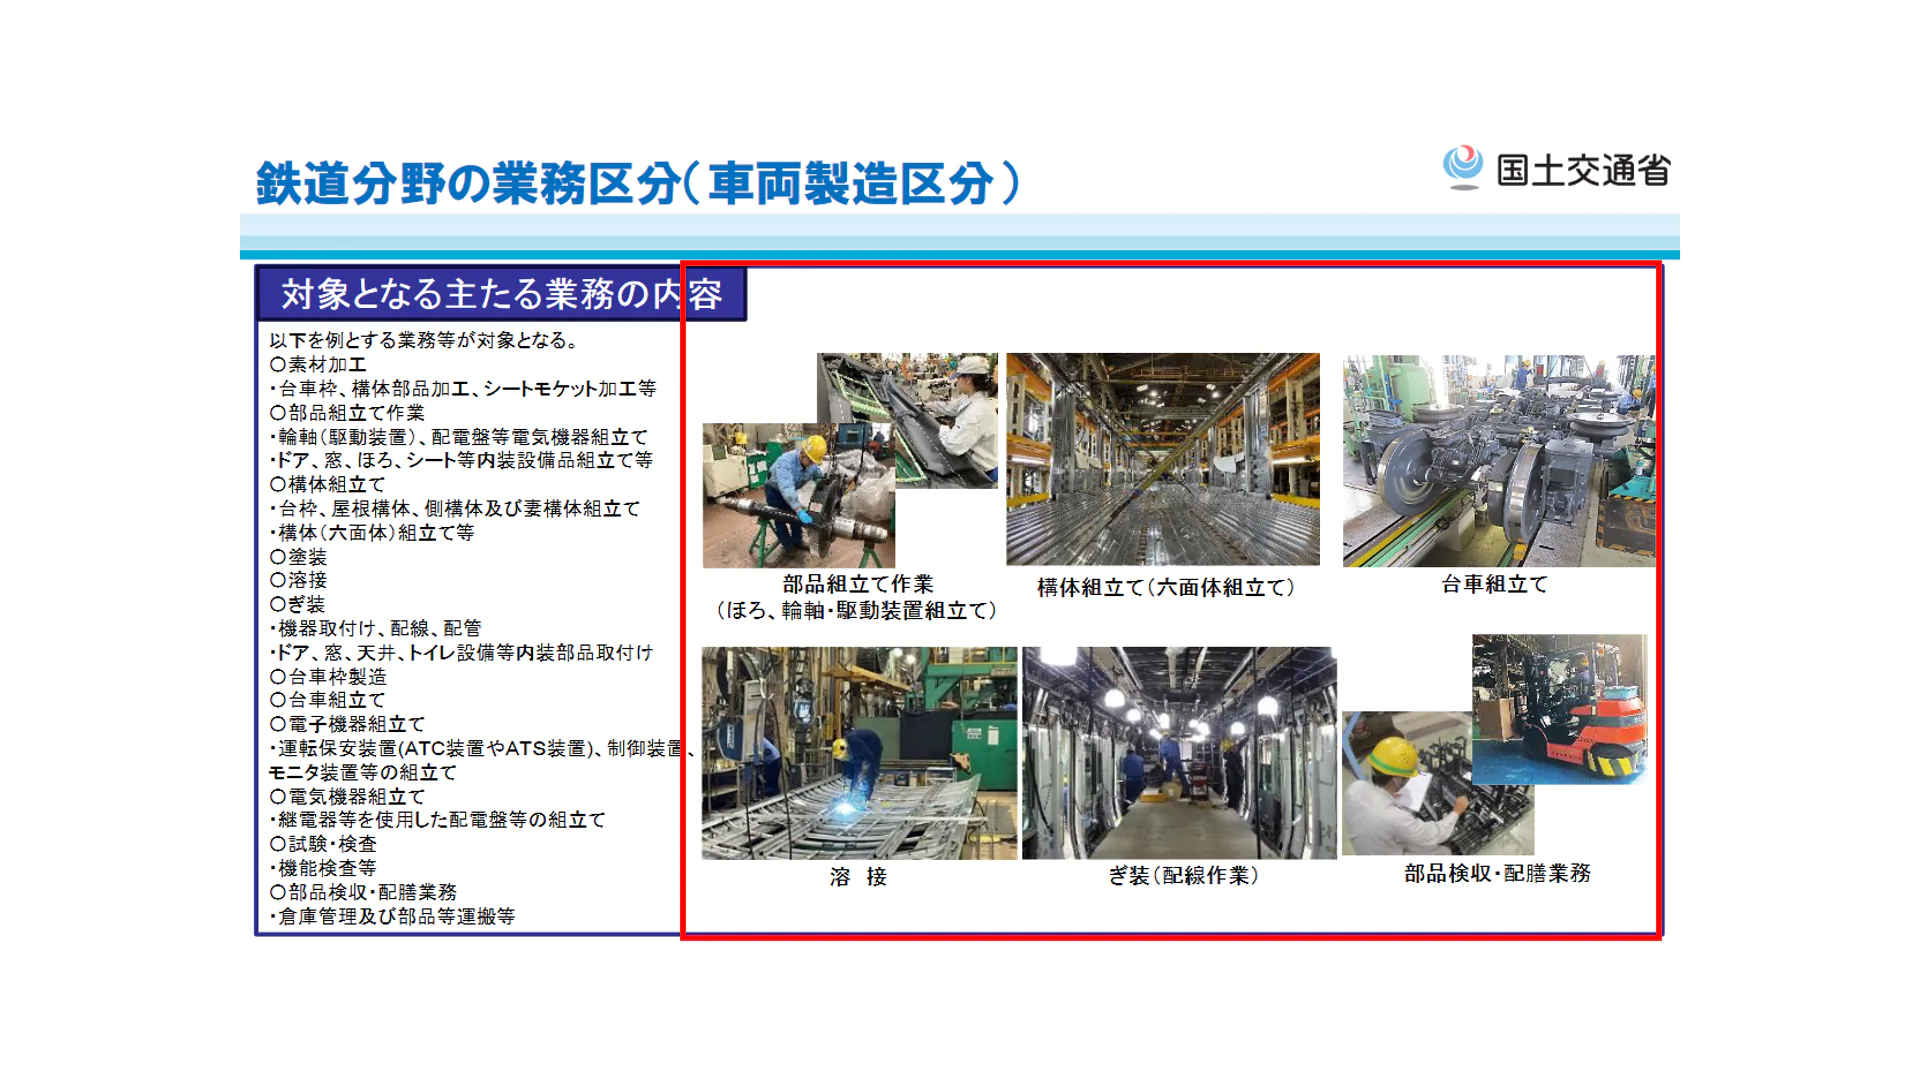 鉄道分野の業務区分(車両製造区分)
国土交通省
対象となる主たる業務の内容
以下を例とする業務等が対象となる。
○素材加工
・台車枠、構体部品加工、シートモケット加工等
○部品組立て作業
・輪軸(駆動装置)、配電盤等電気機器組立て
・ドア、窓、ほろ、シート等内装設備品組立て等
○構体組立て
・台枠、屋根構体、側構体及び妻構体組立て
・構体(六面体)組立て等
○塗装
○溶接
○ぎ装
・機器取付け、配線、配管
・ドア、窓、天井、トイレ設備等内装部品取付け
○台車枠製造
○台車組立て
○電子機器組立て
・運転保安装置(ATC装置やATS装置)、制御装置、
モニタ装置等の組立て
○電気機器組立て
・継電器等を使用した配電盤等の組立て
○試験・検査
・機能検査等
○部品検収・配膳業務
・倉庫管理及び部品等運搬等
部品組立て作業
(ほろ、輪軸・駆動装置組立て)
構体組立て(六面体組立て)
台車組立て
溶 接
ぎ装(配線作業)
部品検収・配膳業務